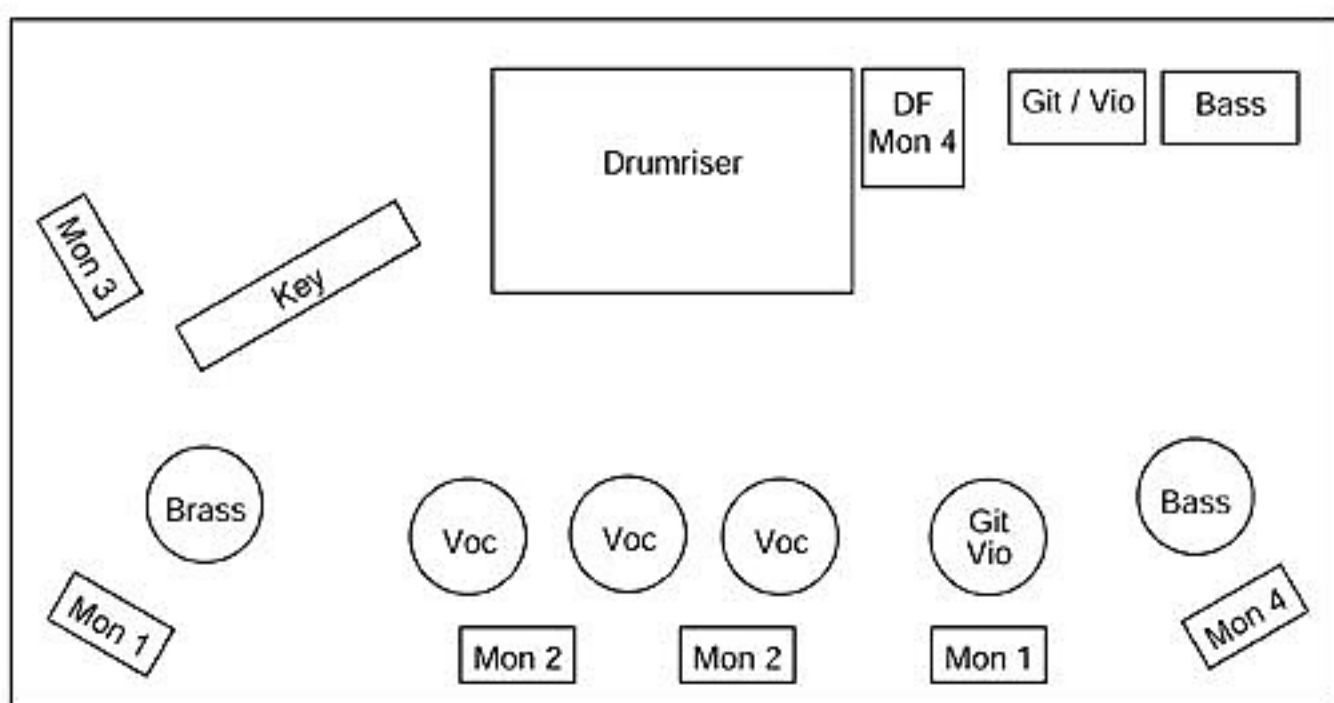 DF
Mon 4
Git / Vio
Bass
Drumriser
Mon 3
Key
Brass
Voc
Voc
Voc
Git
Vio
Bass
Mon 1
Mon 2
Mon 2
Mon 1
Mon 4